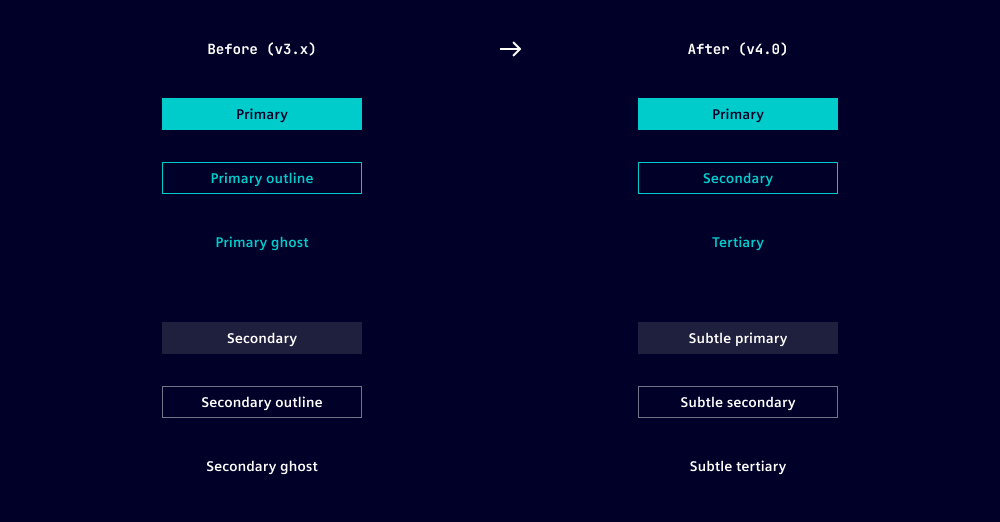 Before (v3.x) → After (v4.0)
Primary Primary
Primary outline Secondary
Primary ghost Tertiary
Secondary Subtle primary
Secondary outline Subtle secondary
Secondary ghost Subtle tertiary